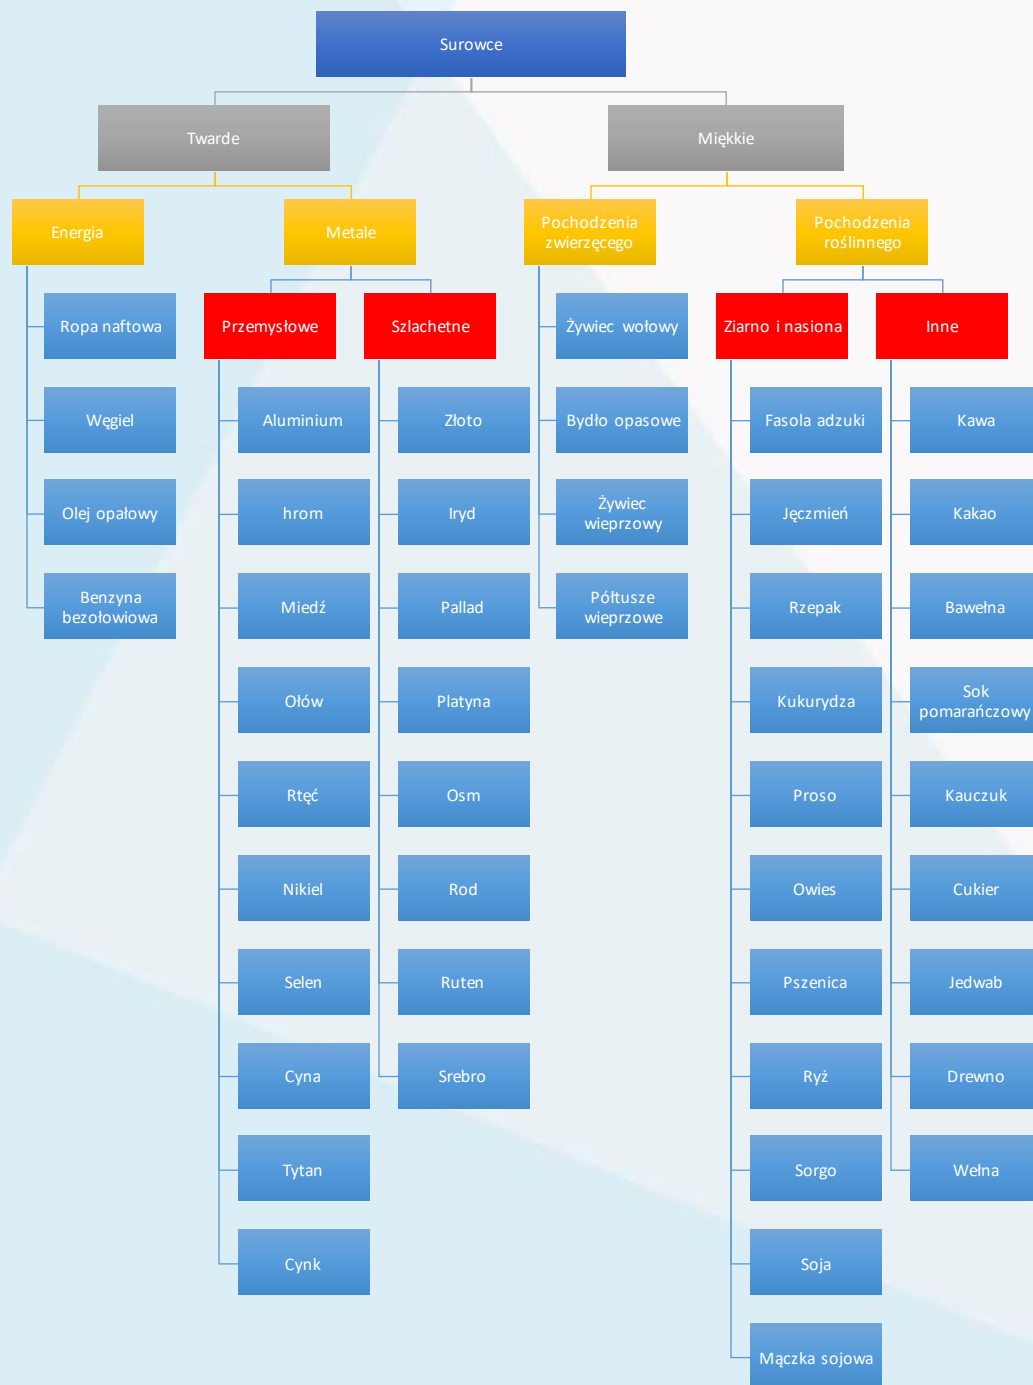 Surowce
Twarde
Miękkie
Energia
Metale
Pochodzenia
zwierzęcego
Pochodzenia
roślinnego
Ropa naftowa
Węgiel
Olej opałowy
Benzyna
bezołowiowa
Przemysłowe
Aluminium
hrom
Miedź
Ołów
Rtęć
Nikiel
Selen
Cyna
Tytan
Cynk
Szlachetne
Złoto
Iryd
Pallad
Platyna
Osm
Rod
Ruten
Srebro
Żywiec wołowy
Bydło opasowe
Żywiec
wieprzowy
Półtusze
wieprzowe
Ziarno i nasiona
Fasola adzuki
Jęczmień
Rzepak
Kukurydza
Proso
Owies
Pszenica
Ryż
Sorgo
Soja
Mączka sojowa
Inne
Kawa
Kakao
Bawełna
Sok
pomarańczowy
Kauczuk
Cukier
Jedwab
Drewno
Wełna